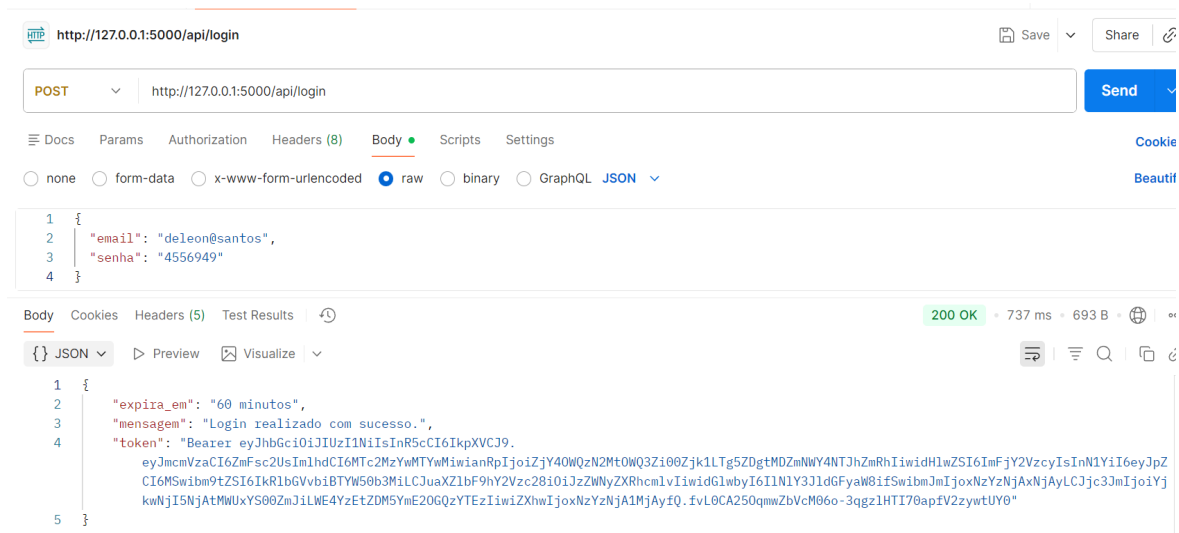 HTTP http://127.0.0.1:5000/api/login Save Share
POST http://127.0.0.1:5000/api/login Send
Docs Params Authorization Headers (8) Body Scripts Settings Cookie
none form-data x-www-form-urlencoded raw binary GraphQL JSON Beautif
1 {
2 "email": "deleon@santos",
3 "senha": "4556949"
4 }
Body Cookies Headers (5) Test Results 200 OK 737 ms 693 B
{} JSON Preview Visualize
1 {
2 "expira_em": "60 minutos",
3 "mensagem": "Login realizado com sucesso.",
4 "token": "Bearer eyJhbGciOiJIUzI1NiIsInR5cCI6IkpXVCJ9.
eyJmcmVzaCI6ZmFsc2UsImlhdCI6MTc2MzYwMTYwMiwianRpIjoiZjY4OWQzN2MtOWQ3Zi00Zjk1LTg5ZDgtMDZmNWY4NTJhZmRhIiwidHlwZSI6ImFjY2VzcyIsInN1YiI6eyJpZ
CI6MSwibm9tZSI6IkRlbGVvbiBTYW50b3MiLCJuaXZlbF9hY2Vzc28iOiJzZWNyZXRhcmlvIiwidGlwbyI6IlNlY3JldGFyaW8ifSwibmJmIjoxNzYzNjAxNjAyLCJjc3JmIjoiYj
kwNjI5NjAtMWUxYS00ZmJiLWE4YzEtZDM5YmE2OGQzYTEzIiwiZXhwIjoxNzYzNjA1MjAyfQ.fvL0CA25OqmwZbVcM06o-3qgzlHTI70apfV2zywtUY0"
5 }